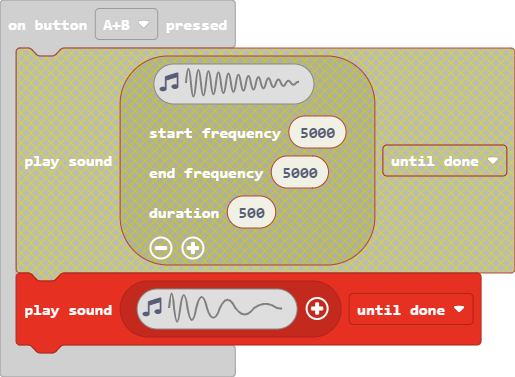 on button A+B pressed
start frequency 5000
play sound
end frequency 5000
until done
duration 500
play sound until done